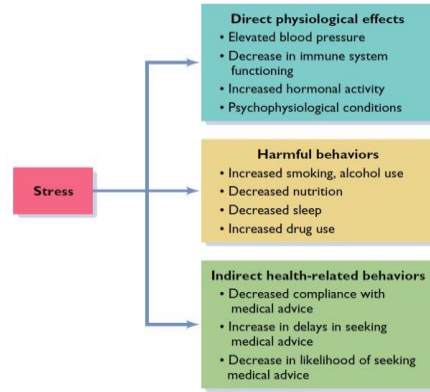 Direct physiological effects
• Elevated blood pressure
• Decrease in immune system
functioning
• Increased hormonal activity
• Psychophysiological conditions
Stress
Harmful behaviors
• Increased smoking, alcohol use
• Decreased nutrition
• Decreased sleep
• Increased drug use
Indirect health-related behaviors
• Decreased compliance with
medical advice
• Increase in delays in seeking
medical advice
• Decrease in likelihood of seeking
medical advice